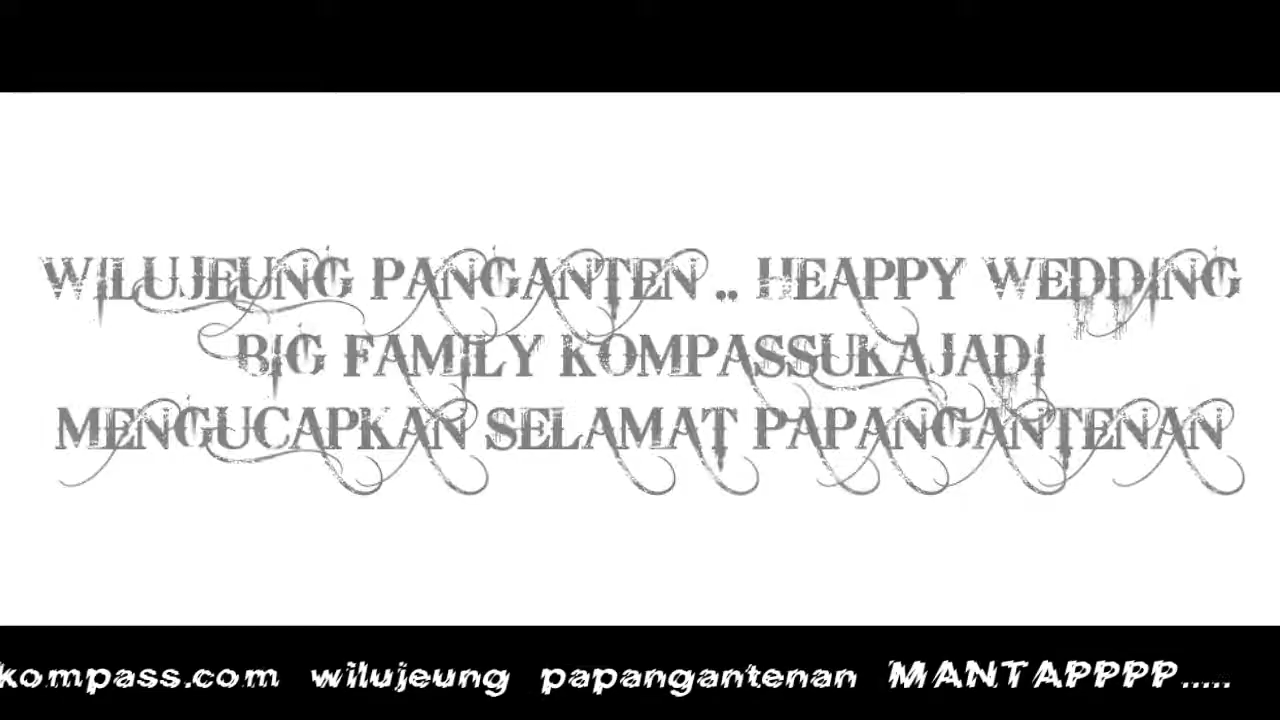 WILUJEUNG PANGANTEN .. HEAPPY WEDDING
BIG FAMILY KOMPASSUKAJADI
MENGUCAPKAN SELAMAT PAPANGANTENAN
kompass.com wilujeung papangantenan MANTAPPPP.....